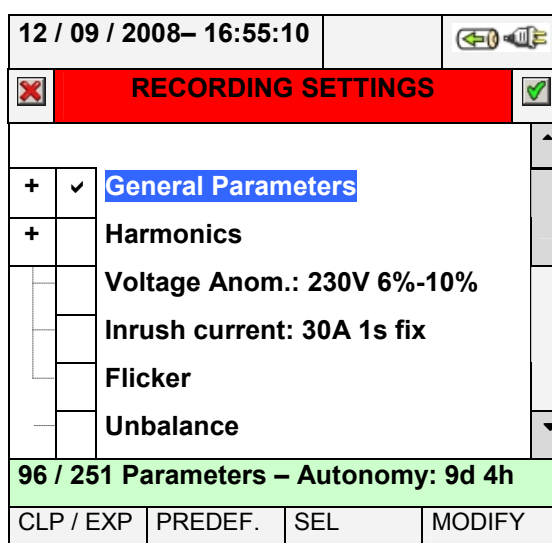 12 / 09 / 2008– 16:55:10
RECORDING SETTINGS
+ General Parameters
+ Harmonics
Voltage Anom.: 230V 6%-10%
Inrush current: 30A 1s fix
Flicker
Unbalance
96 / 251 Parameters – Autonomy: 9d 4h
CLP / EXP PREDEF. SEL MODIFY